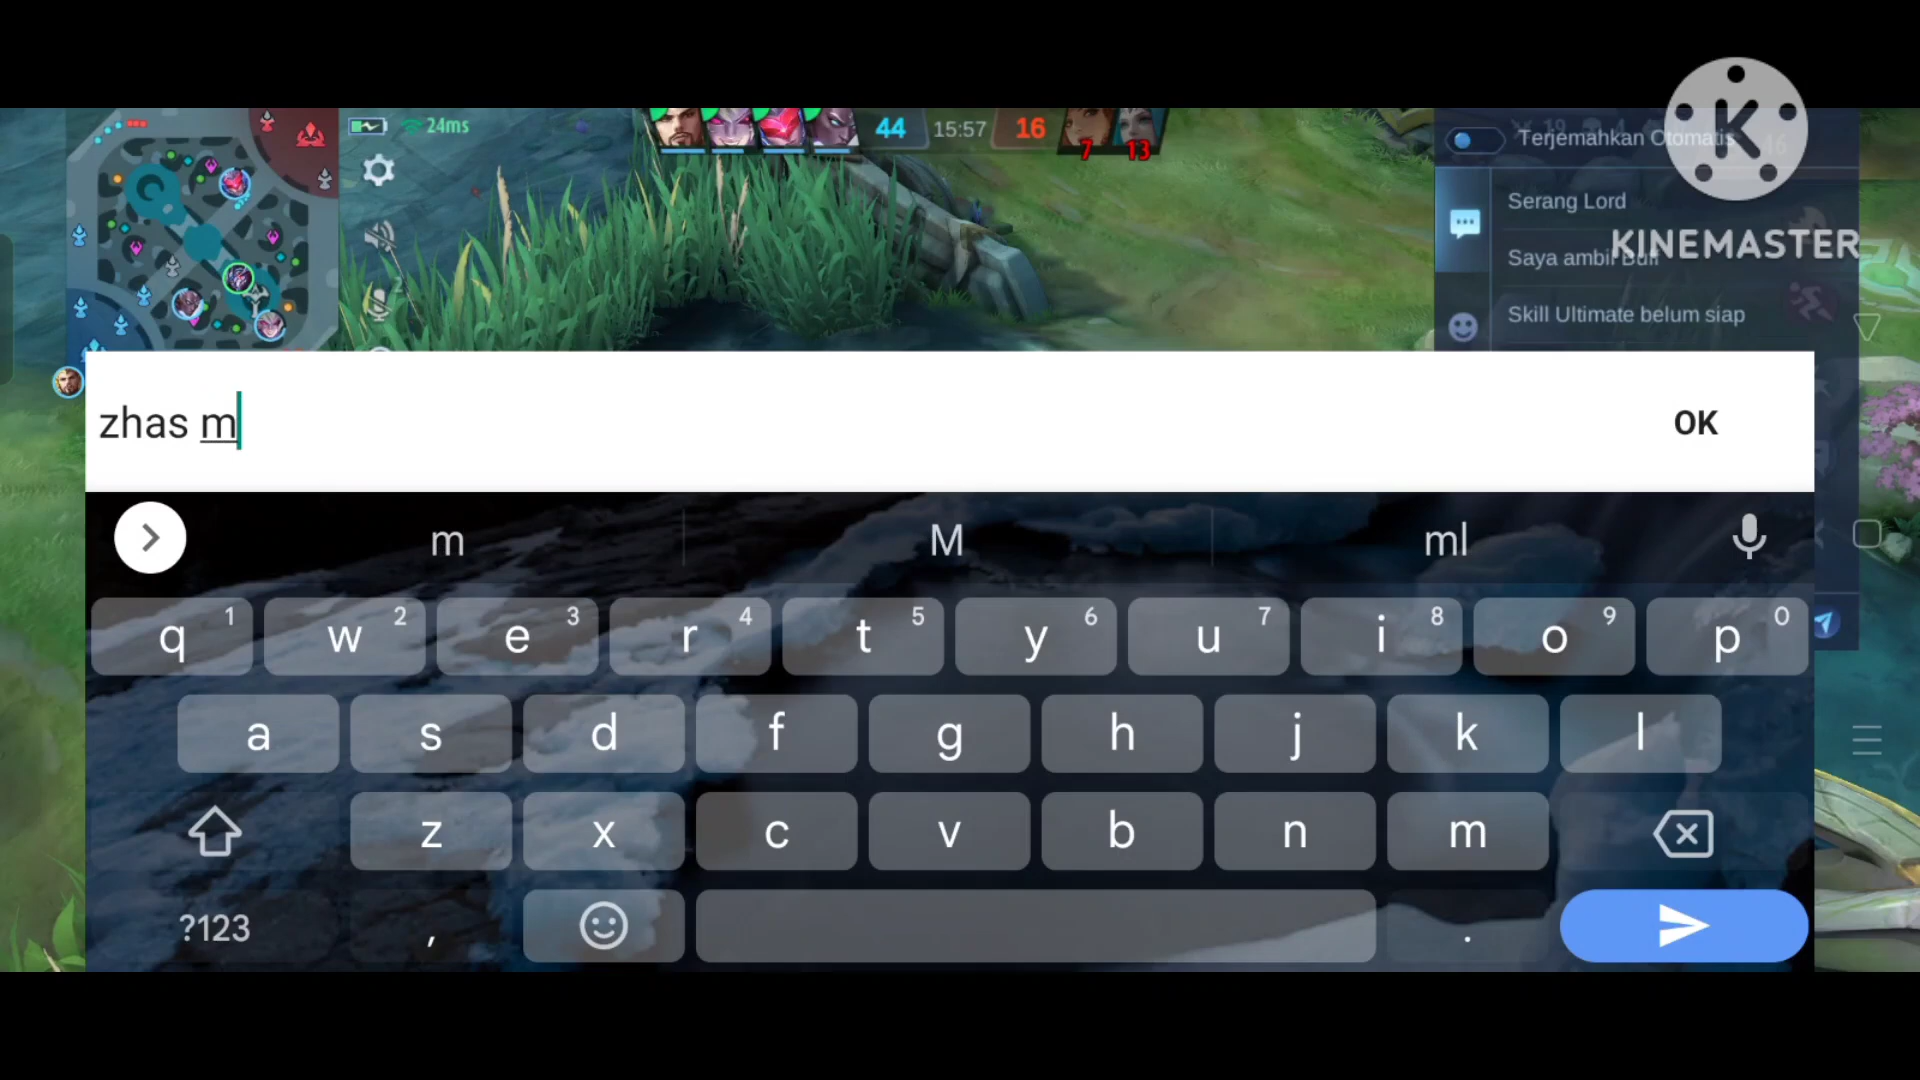 24ms
44 15:57 16
7 13
Terjemahkan Otomatis
Serang Lord
Saya ambil Buff
Skill Ultimate belum siap
K
KINEMASTER
2
zhas m
OK
m M ml
q 1 w 2 e 3 r 4 t 5 y 6 u 7 i 8 o 9 p 0
a s d f g h j k l
z x c v b n m
?123 , .